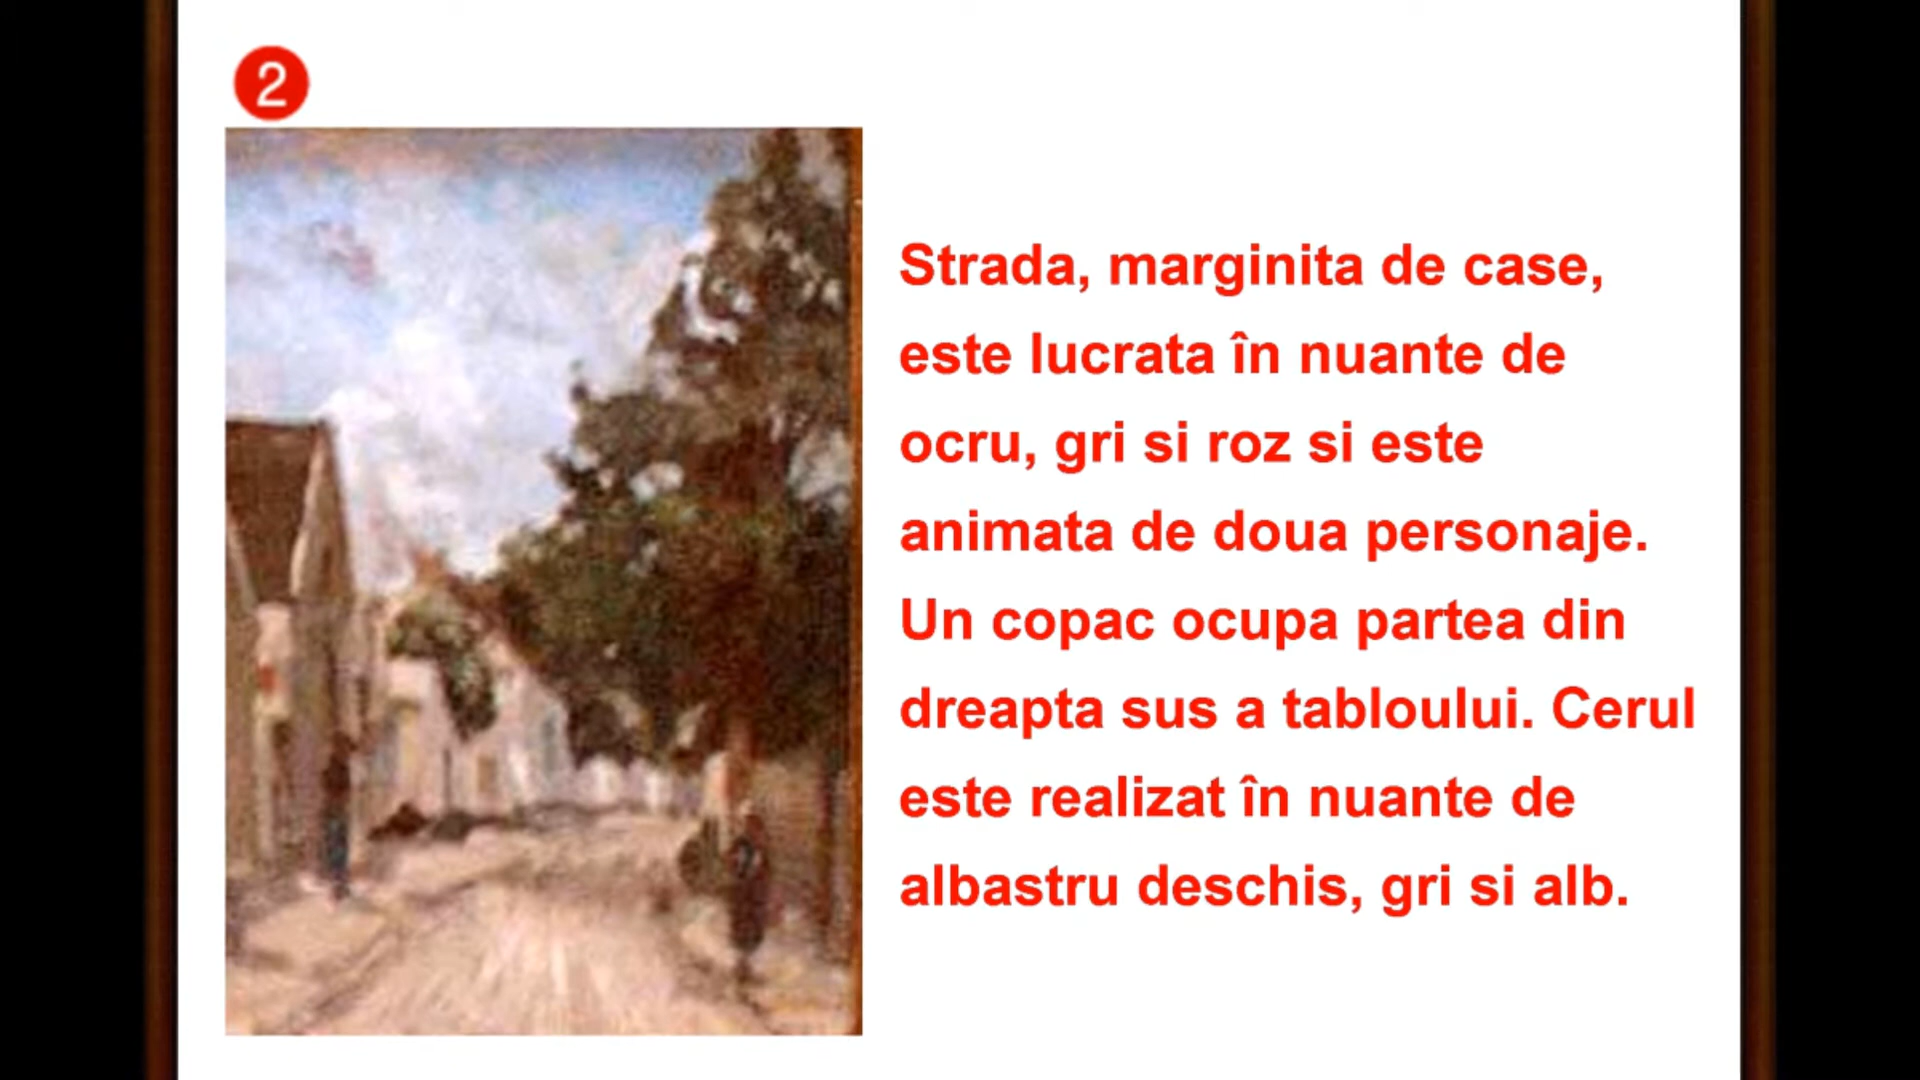 2
Strada, marginita de case,
este lucrata în nuante de
ocru, gri si roz si este
animata de doua personaje.
Un copac ocupa partea din
dreapta sus a tabloului. Cerul
este realizat în nuante de
albastru deschis, gri si alb.